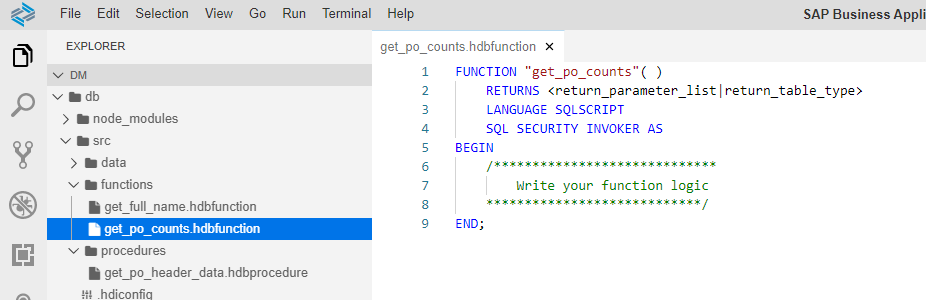 File Edit Selection View Go Run Terminal Help SAP Business Appli
EXPLORER
get_po_counts.hdbfunction ×
DM
db
node_modules
src
data
functions
get_full_name.hdbfunction
get_po_counts.hdbfunction
procedures
get_po_header_data.hdbprocedure
.hdiconfig
1 FUNCTION "get_po_counts"( )
2 RETURNS <return_parameter_list|return_table_type>
3 LANGUAGE SQLSCRIPT
4 SQL SECURITY INVOKER AS
5 BEGIN
6 /*****************************
7 Write your function logic
8 ****************************/
9 END;